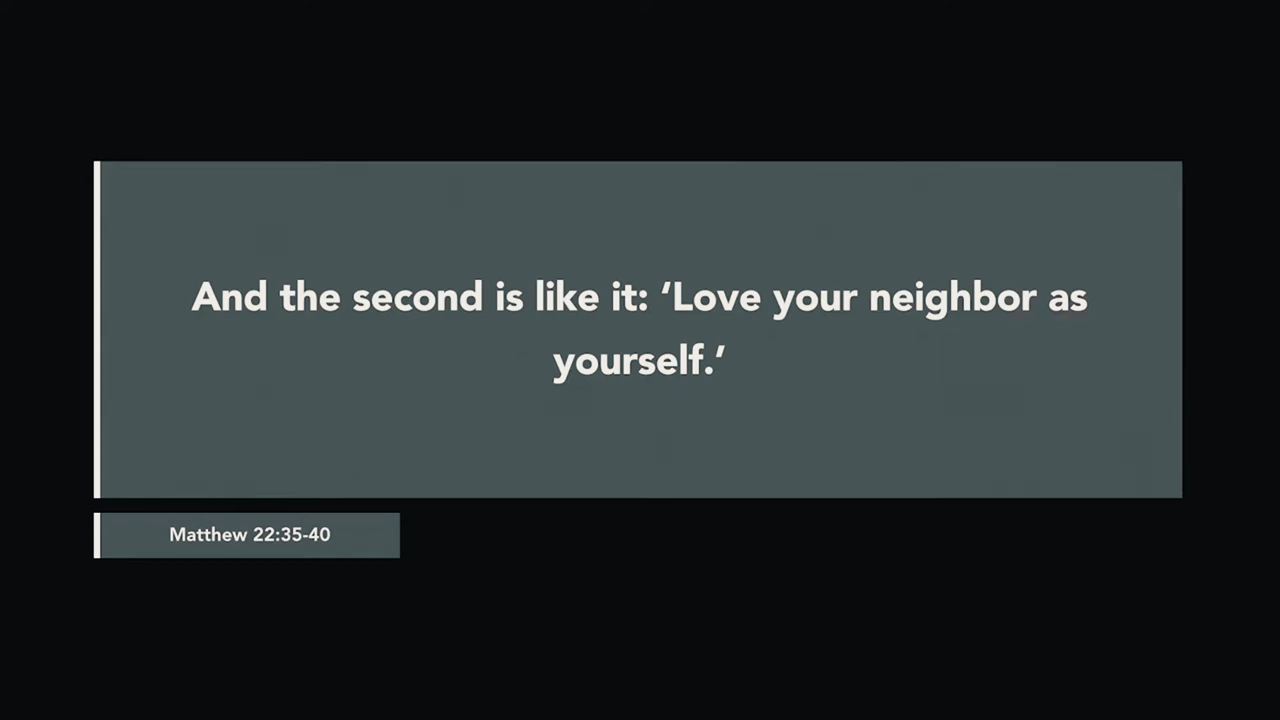 And the second is like it: ‘Love your neighbor as
yourself.’
Matthew 22:35-40